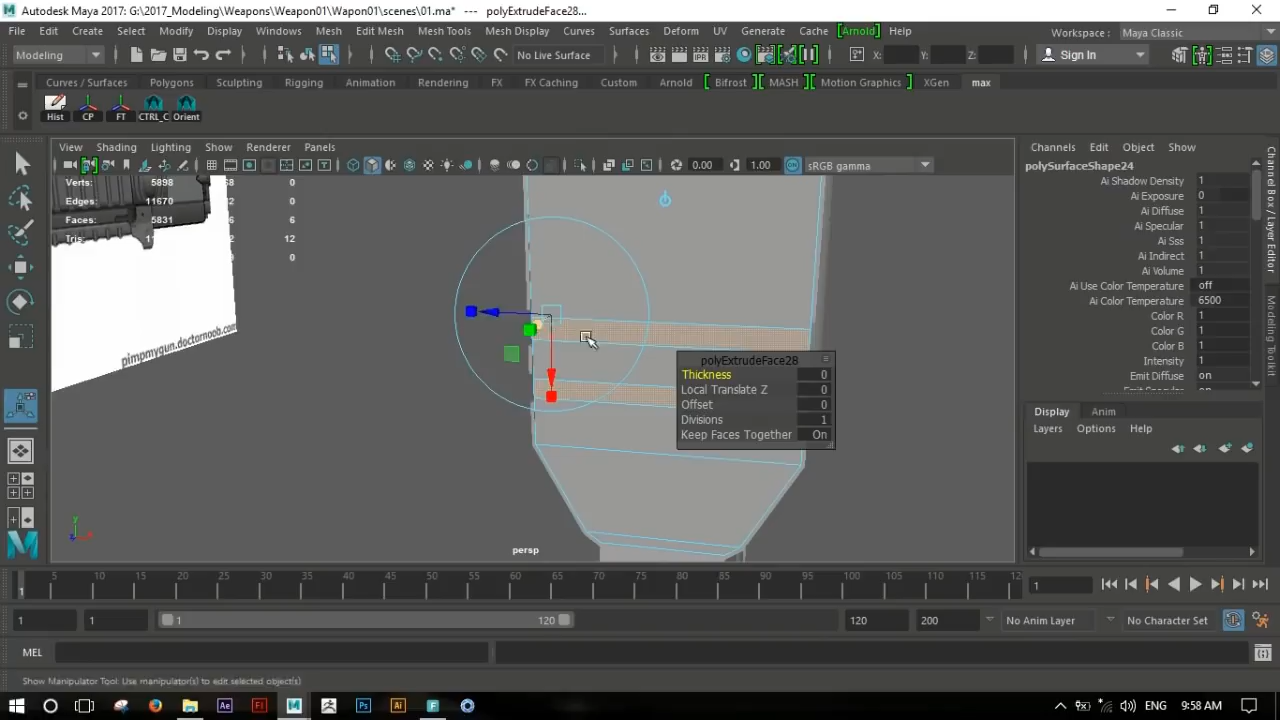 Autodesk Maya 2017: G:\2017_Modeling\Weapons\Weapon01\Wapon01\scenes\01.ma* --- polyExtrudeFace28...
File Edit Create Select Modify Display Windows Mesh Edit Mesh Mesh Tools Mesh Display Curves Surfaces Deform UV Generate Cache [Arnold] Help Workspace : Maya Classic
Modeling No Live Surface X: Y: Z: Sign In
Curves / Surfaces Polygons Sculpting Rigging Animation Rendering FX FX Caching Custom Arnold Bifrost MASH Motion Graphics XGen max
Hist CP FT CTRL_C Orient
View Shading Lighting Show Renderer Panels
0.00 1.00 sRGB gamma
Verts: 5898 0
Edges: 11670 0
Faces: 5831 6 6
Tris: 12 12
0 0
pimpmygun.doctornoob.com
polyExtrudeFace28
Thickness 0
Local Translate Z 0
Offset 0
Divisions 1
Keep Faces Together On
persp
Channels Edit Object Show
polySurfaceShape24
Ai Shadow Density 1
Ai Exposure 0
Ai Diffuse 1
Ai Specular 1
Ai Sss 1
Ai Indirect 1
Ai Volume 1
Ai Use Color Temperature off
Ai Color Temperature 6500
Color R 1
Color G 1
Color B 1
Intensity 1
Emit Diffuse on
Display Anim
Layers Options Help
Channel Box / Layer Editor
Modeling Toolkit
5 10 15 20 25 30 35 40 45 50 55 60 65 70 75 80 85 90 95 100 105 110 115 12
1
1
1 1 1 120 120 200 No Anim Layer No Character Set
MEL
Show Manipulator Tool: Use manipulator(s) to edit selected object(s)
Ae Fl Ps Ai F ENG 9:58 AM